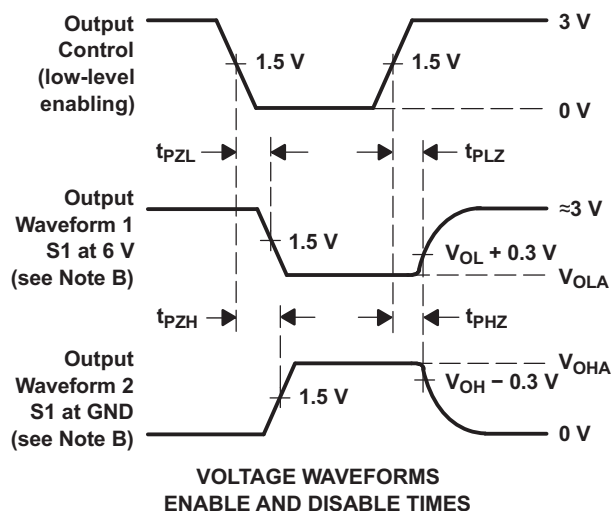 Output
Control
(low-level
enabling)
1.5 V
1.5 V
3 V
0 V
tPZL
tPLZ
Output
Waveform 1
S1 at 6 V
(see Note B)
1.5 V
≈3 V
VOL + 0.3 V
VOLA
tPZH
tPHZ
Output
Waveform 2
S1 at GND
(see Note B)
1.5 V
VOHA
VOH − 0.3 V
0 V
VOLTAGE WAVEFORMS
ENABLE AND DISABLE TIMES